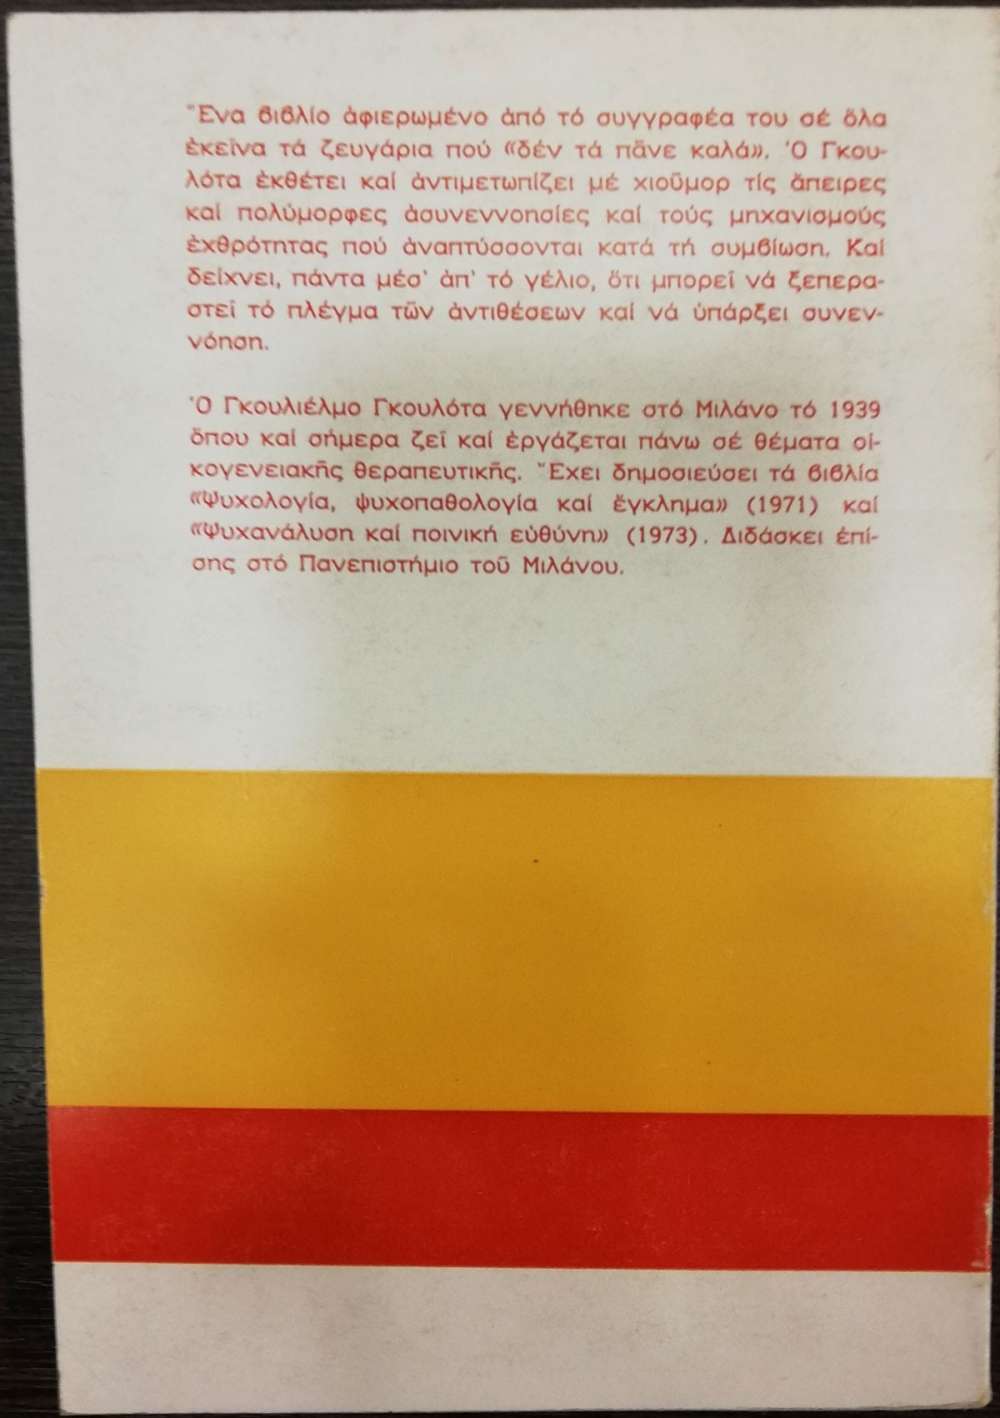 Ἕνα βιβλίο ἀφιερωμένο ἀπό τό συγγραφέα του σέ ὅλα
ἐκεῖνα τά ζευγάρια πού «δέν τά πᾶνε καλά». Ὁ Γκου-
λότα ἐκθέτει καί ἀντιμετωπίζει μέ χιοῦμορ τίς ἄπειρες
καί πολύμορφες ἀσυνεννοησίες καί τούς μηχανισμούς
ἐχθρότητας πού ἀναπτύσσονται κατά τή συμβίωση. Καί
δείχνει, πάντα μέσ' ἀπ' τό γέλιο, ὅτι μπορεῖ νά ξεπερα-
στεῖ τό πλέγμα τῶν ἀντιθέσεων καί νά ὑπάρξει συνεν-
νόηση.
Ὁ Γκουλιέλμο Γκουλότα γεννήθηκε στό Μιλάνο τό 1939
ὅπου καί σήμερα ζεῖ καί ἐργάζεται πάνω σέ θέματα οἰ-
κογενειακῆς θεραπευτικῆς. Ἔχει δημοσιεύσει τά βιβλία
«Ψυχολογία, ψυχοπαθολογία καί ἔγκλημα» (1971) καί
«Ψυχανάλυση καί ποινική εὐθύνη» (1973). Διδάσκει ἐπί-
σης στό Πανεπιστήμιο τοῦ Μιλάνου.